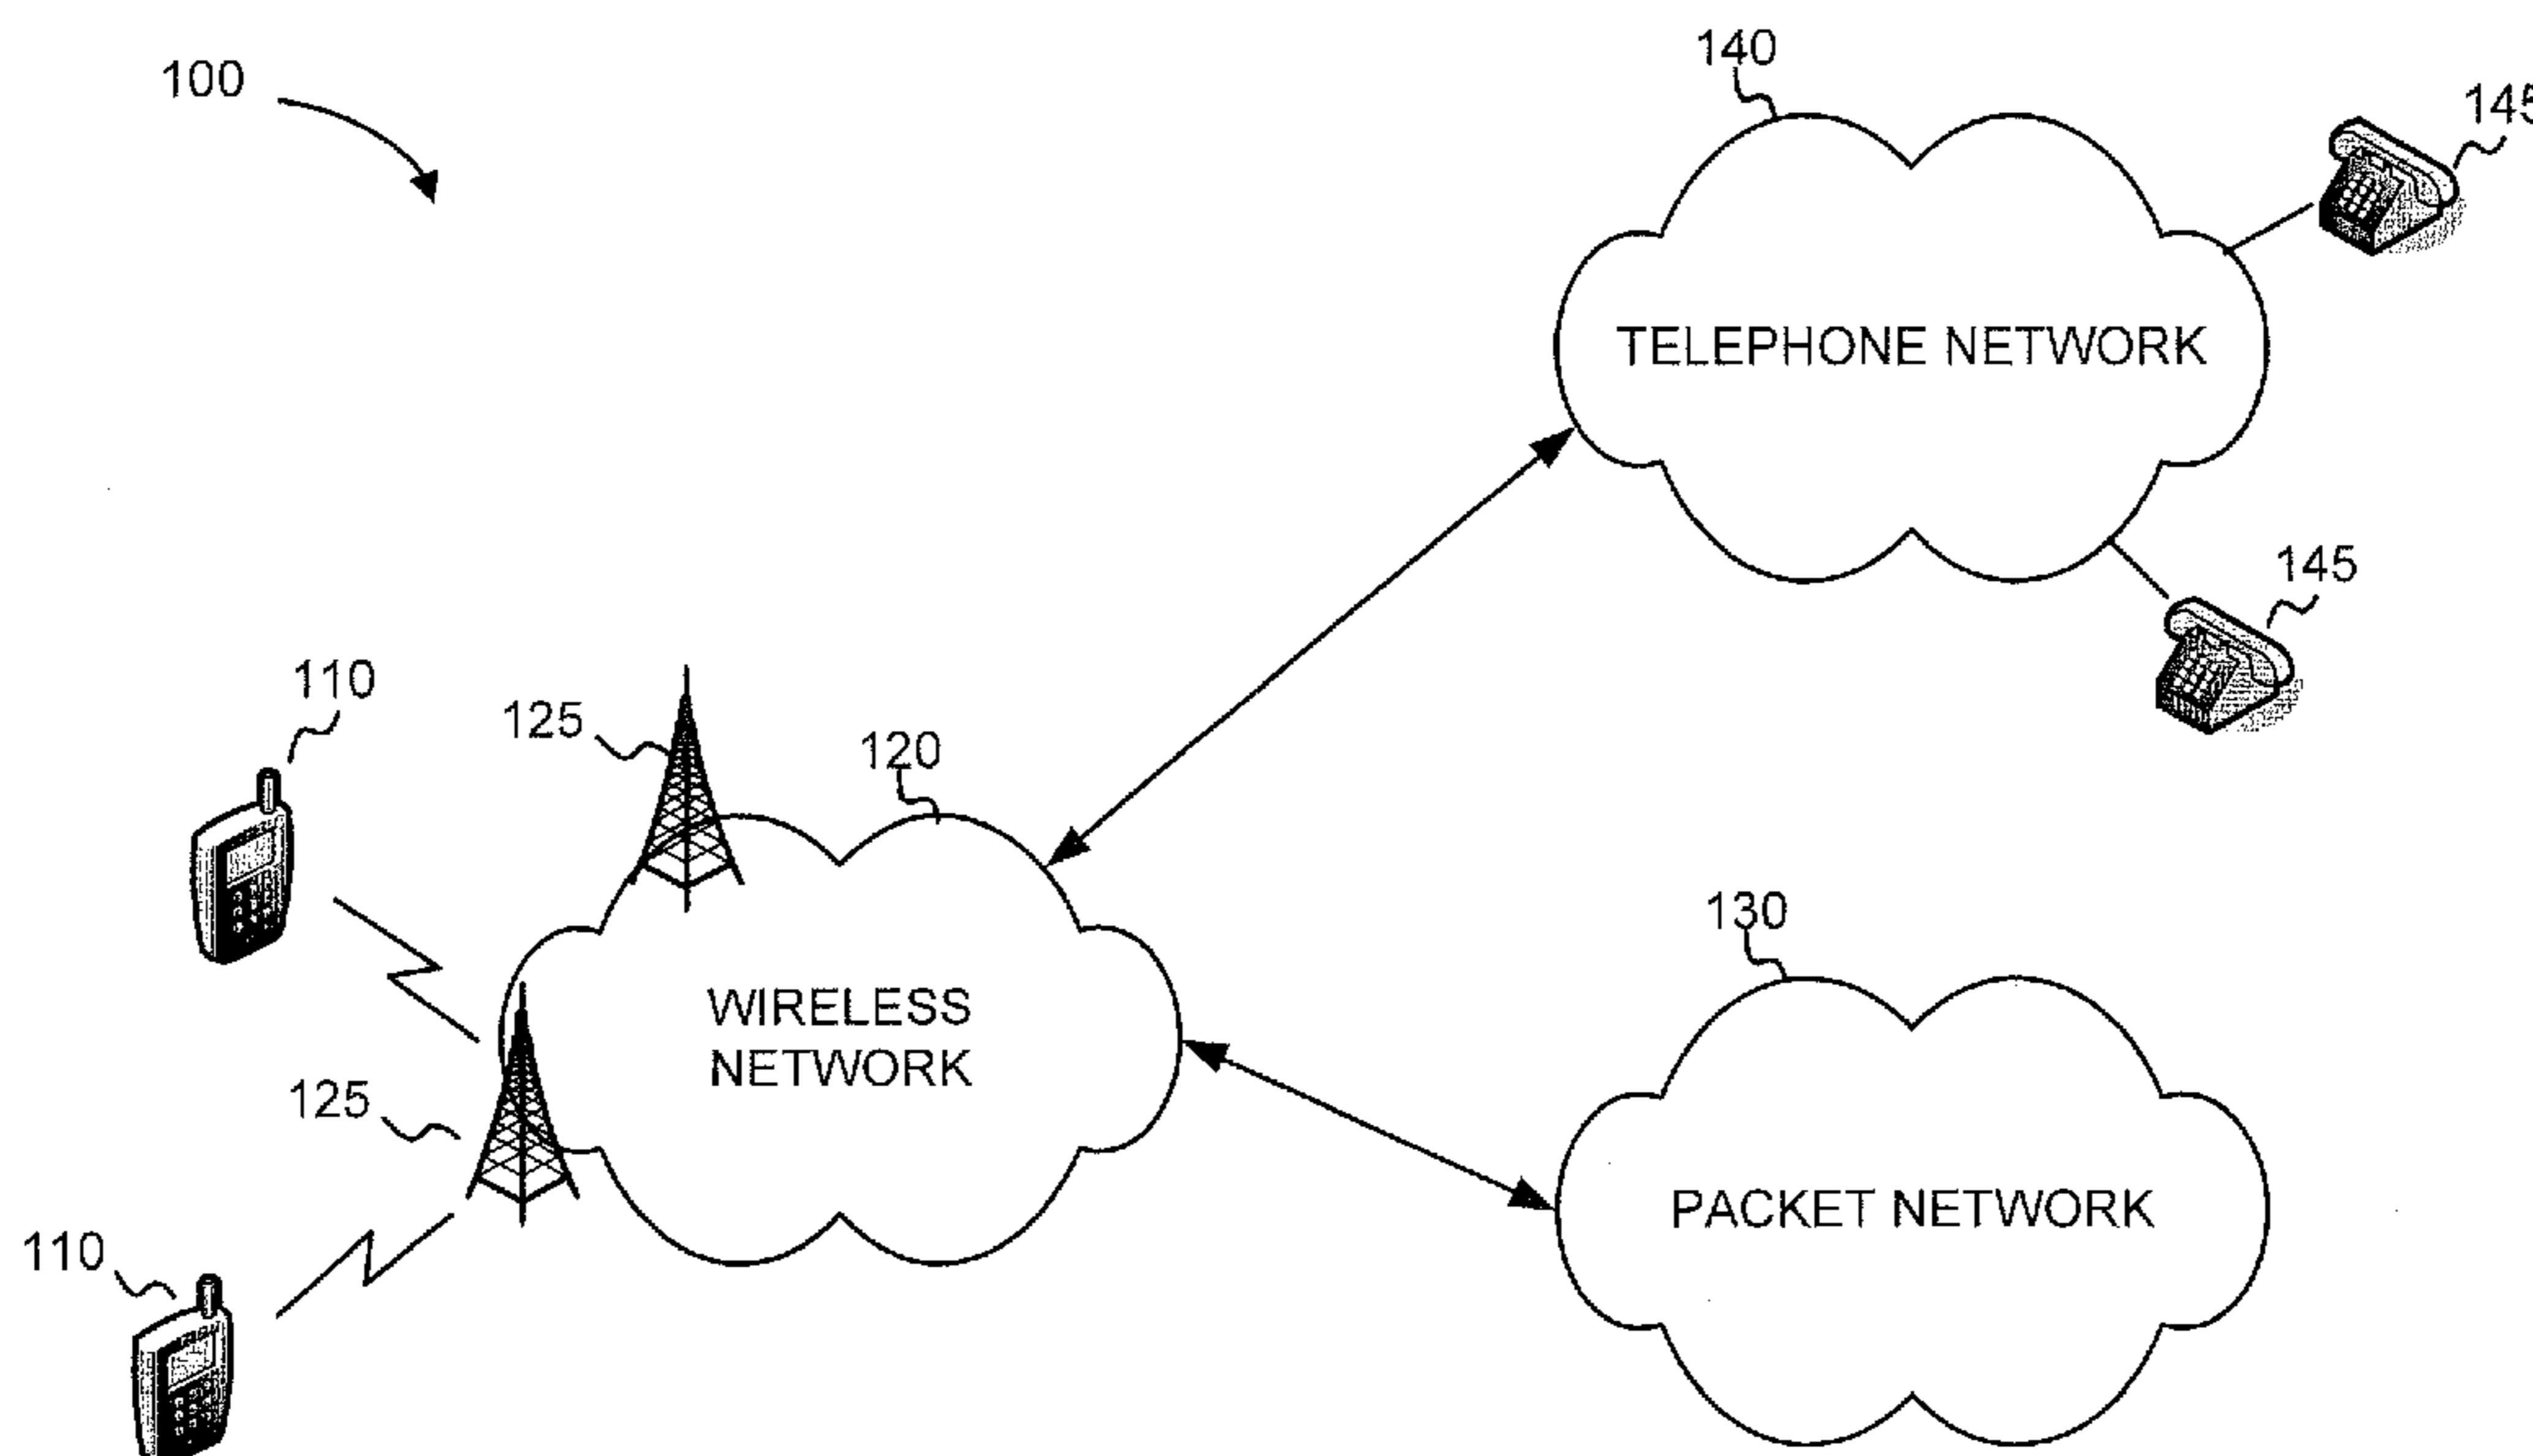 100
140
145
TELEPHONE NETWORK
145
110
125
120
130
WIRELESS
NETWORK
125
PACKET NETWORK
110